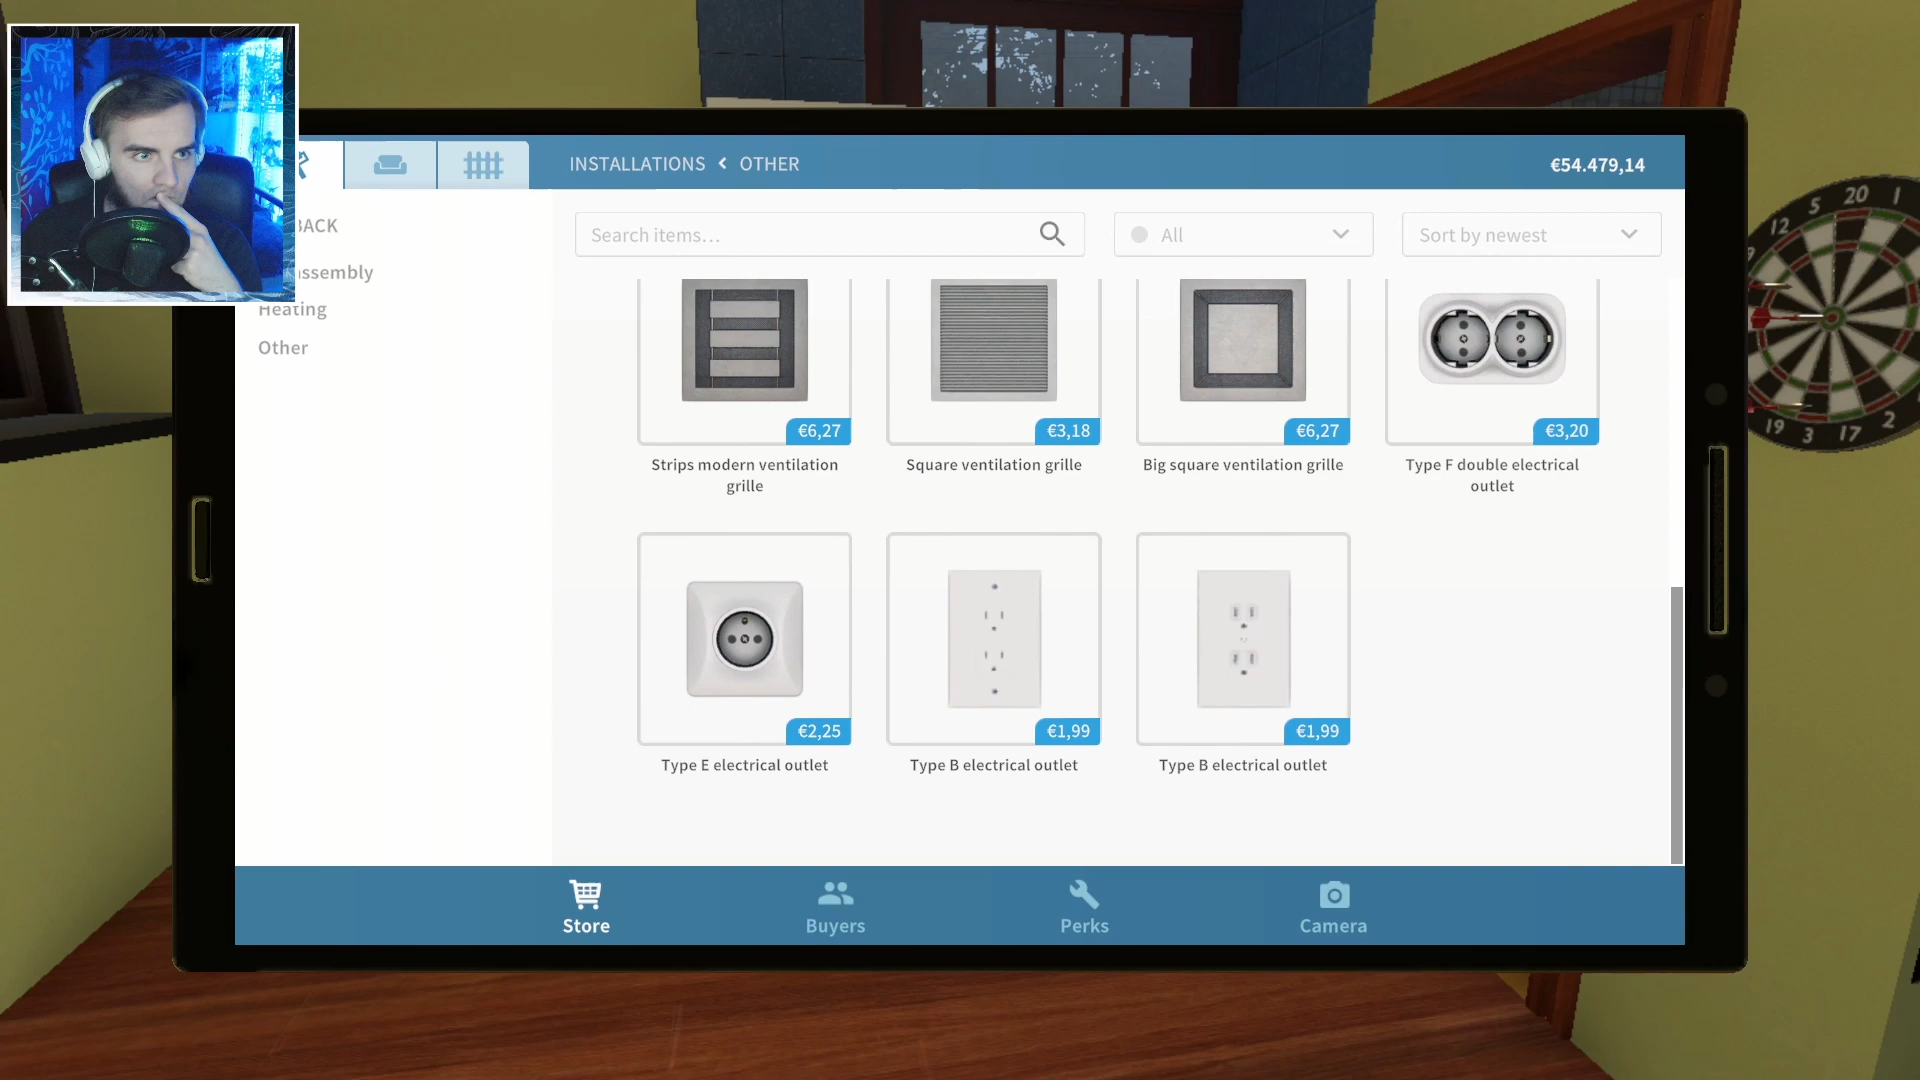 INSTALLATIONS < OTHER
€54.479,14
BACK
ssembly
Heating
Other
Search items...
All
Sort by newest
€6,27
€3,18
€6,27
€3,20
Strips modern ventilation
grille
Square ventilation grille
Big square ventilation grille
Type F double electrical
outlet
€2,25
€1,99
€1,99
Type E electrical outlet
Type B electrical outlet
Type B electrical outlet
Store
Buyers
Perks
Camera
12
5
20
1
19
3
17
2